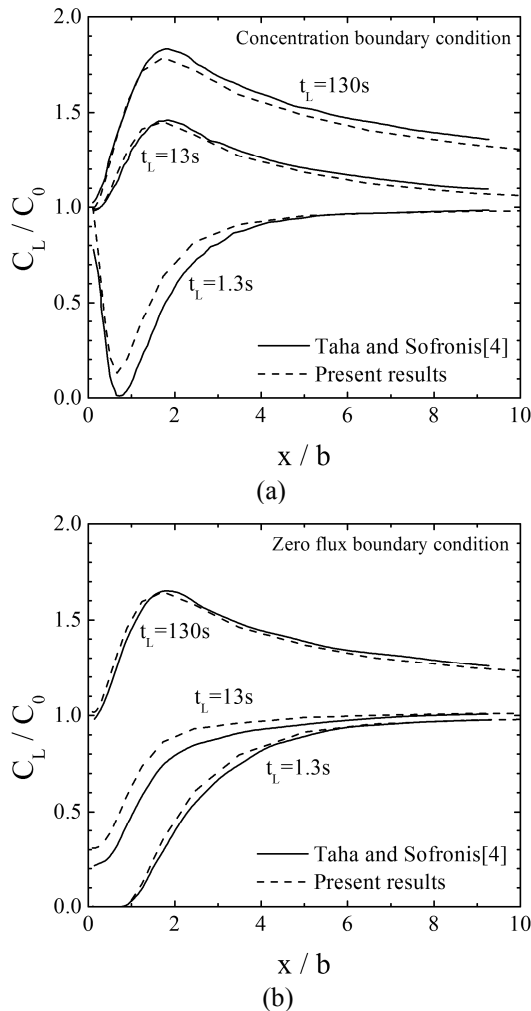 2.0
Concentration boundary condition
t_L=130s
1.5
t_L=13s
1.0
C_L / C_0
t_L=1.3s
0.5
Taha and Sofronis[4]
Present results
0.0
0 2 4 6 8 10
x / b
(a)
2.0
Zero flux boundary condition
1.5
t_L=130s
t_L=13s
1.0
C_L / C_0
t_L=1.3s
0.5
Taha and Sofronis[4]
Present results
0.0
0 2 4 6 8 10
x / b
(b)